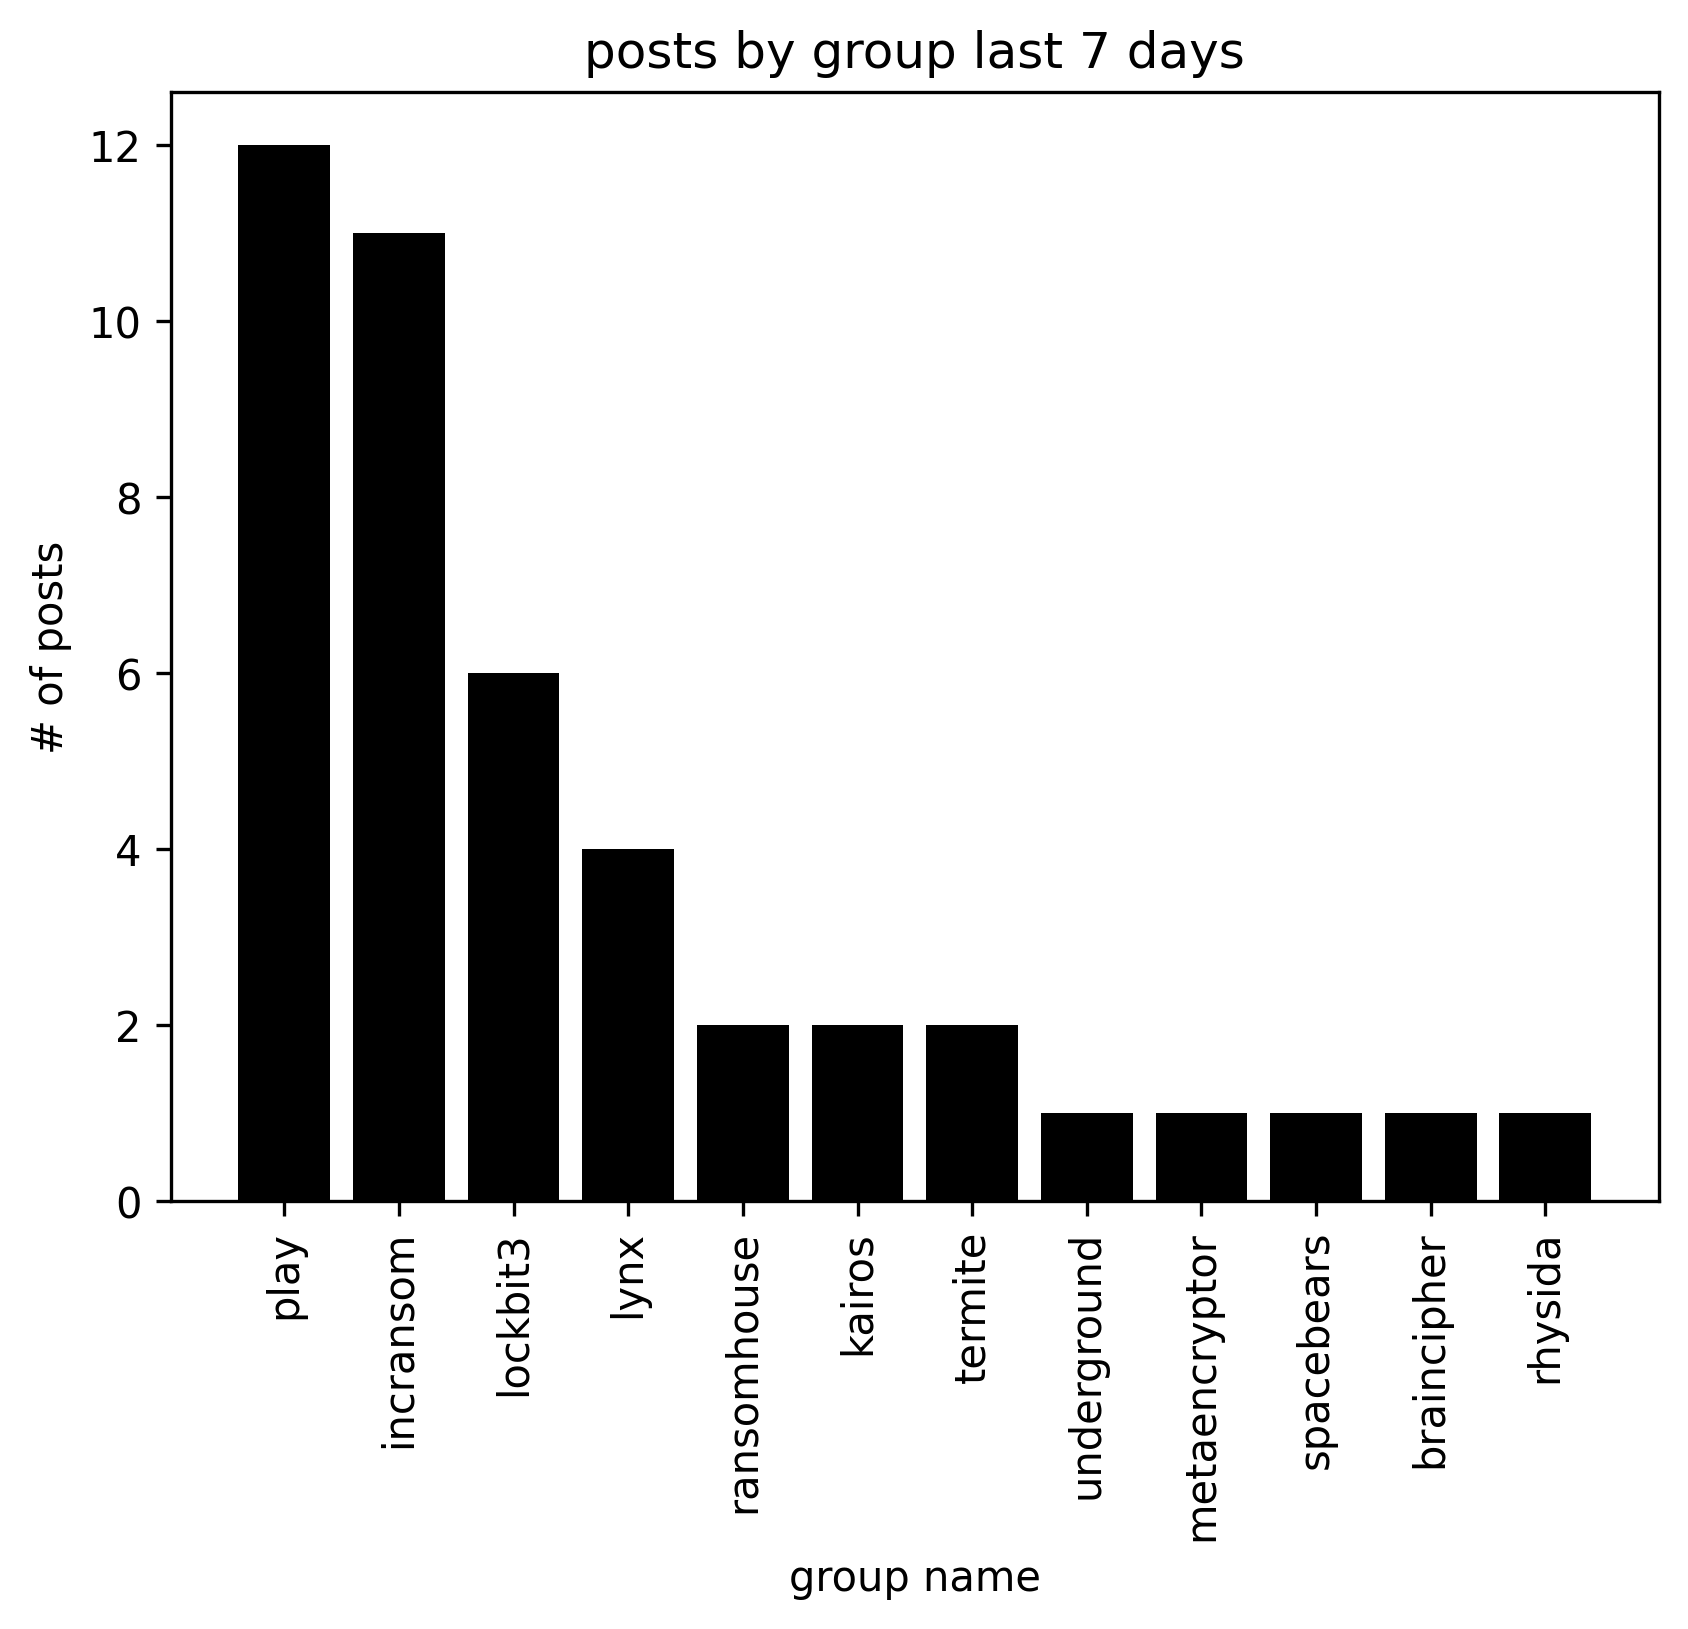 posts by group last 7 days
12
10
8
6
4
2
0
# of posts
play
incransom
lockbit3
lynx
ransomhouse
kairos
termite
underground
metaencryptor
spacebears
braincipher
rhysida
group name